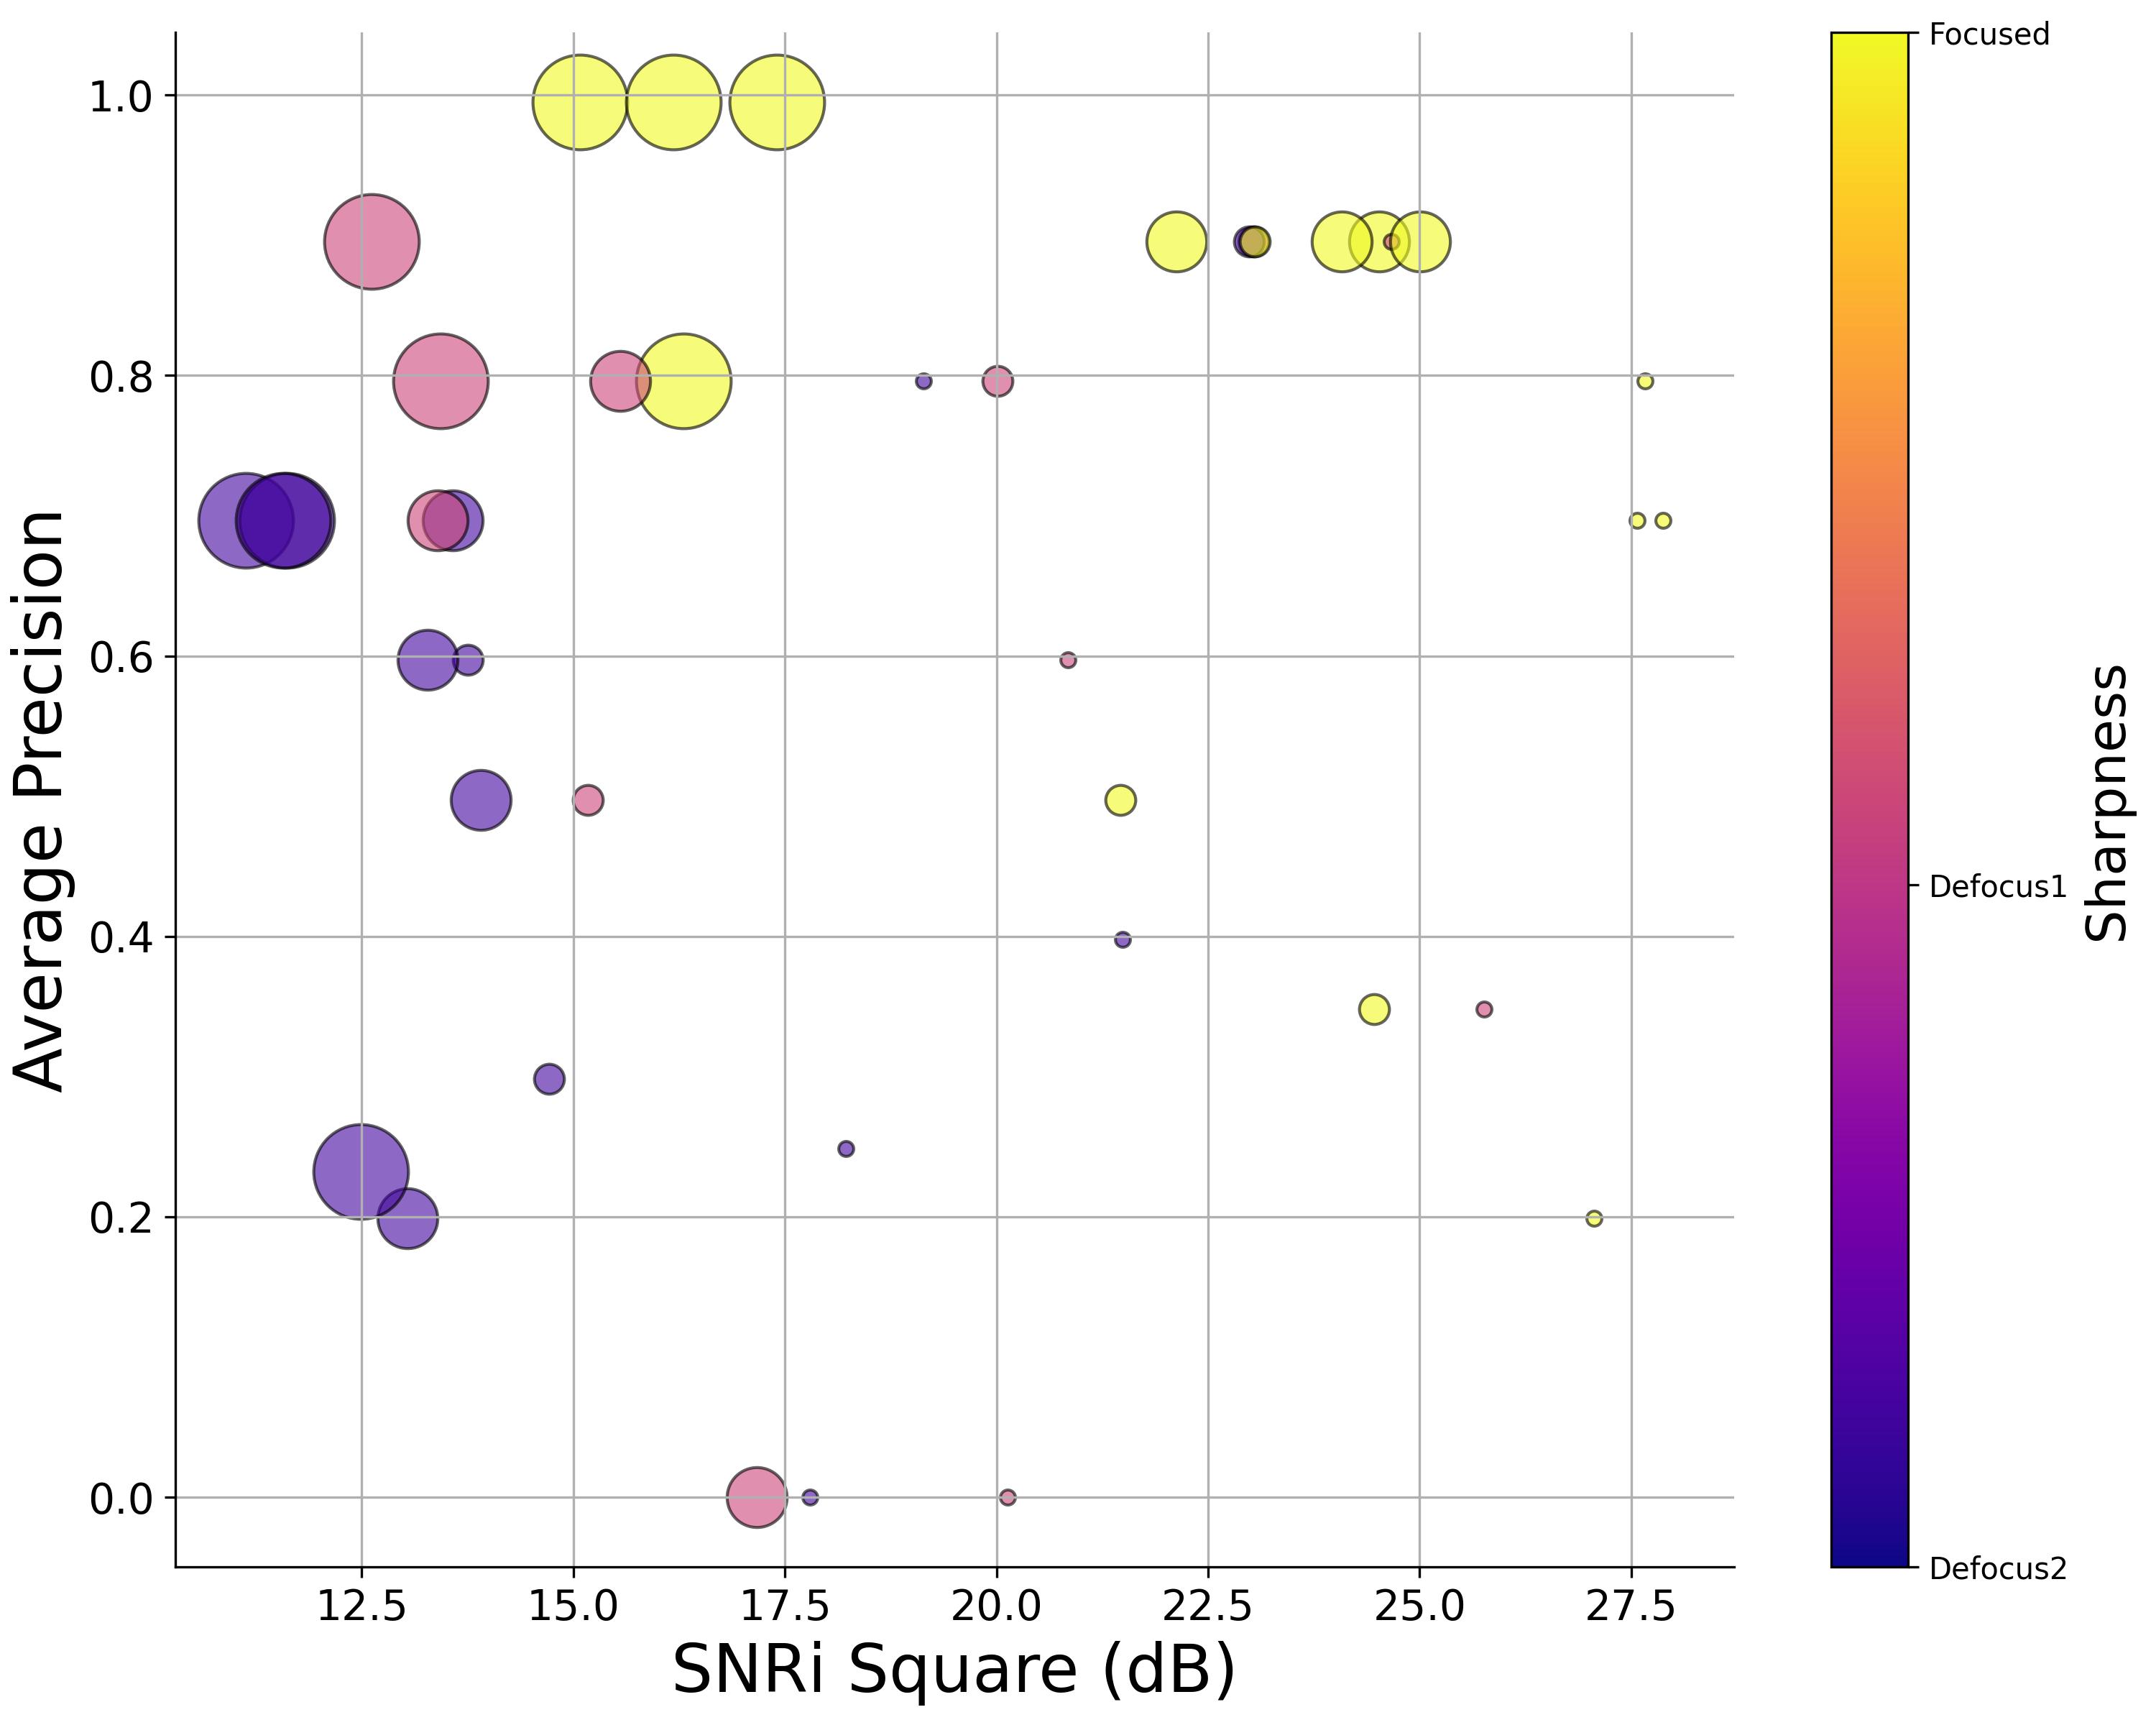 Average Precision
1.0
0.8
0.6
0.4
0.2
0.0
12.5 15.0 17.5 20.0 22.5 25.0 27.5
SNRi Square (dB)
Focused
Defocus1
Defocus2
Sharpness